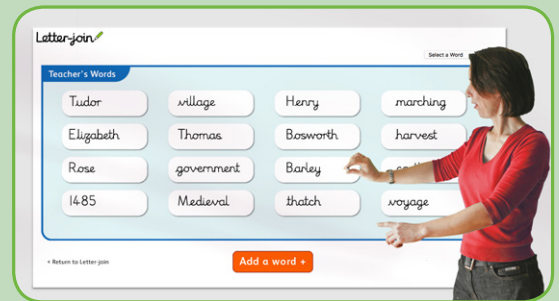 Letter-join
Select a Word
Teacher's Words
Tudor village Henry marching
Elizabeth Thomas Bosworth harvest
Rose government Barley
1485 Medieval thatch voyage
< Return to Letter-join
Add a word +